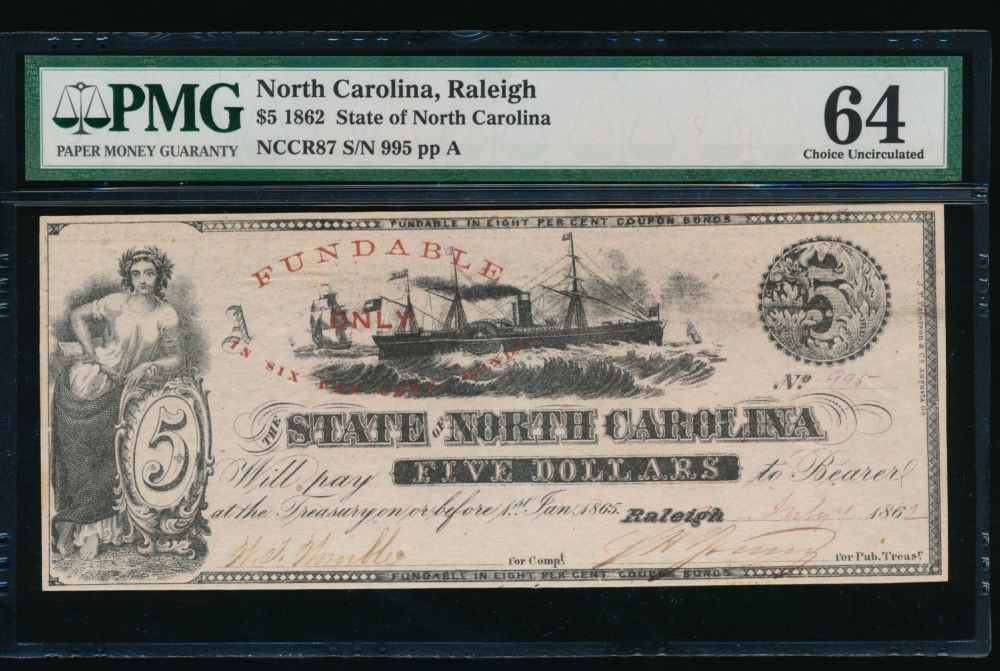 PMG
PAPER MONEY GUARANTY
North Carolina, Raleigh
$5 1862 State of North Carolina
NCCR87 S/N 995 pp A
64
Choice Uncirculated
FUNDABLE IN EIGHT PER CENT COUPON BONDS
FUNDABLE
ONLY
IN SIX PER CENT BONDS
A
5
No 995
THE STATE OF NORTH CAROLINA
5
Will pay FIVE DOLLARS to Bearer
at the Treasury on or before 1st Jan. 1865. Raleigh July 1862
for Compt.
for Pub. Treasr.
FUNDABLE IN EIGHT PER CENT COUPON BONDS